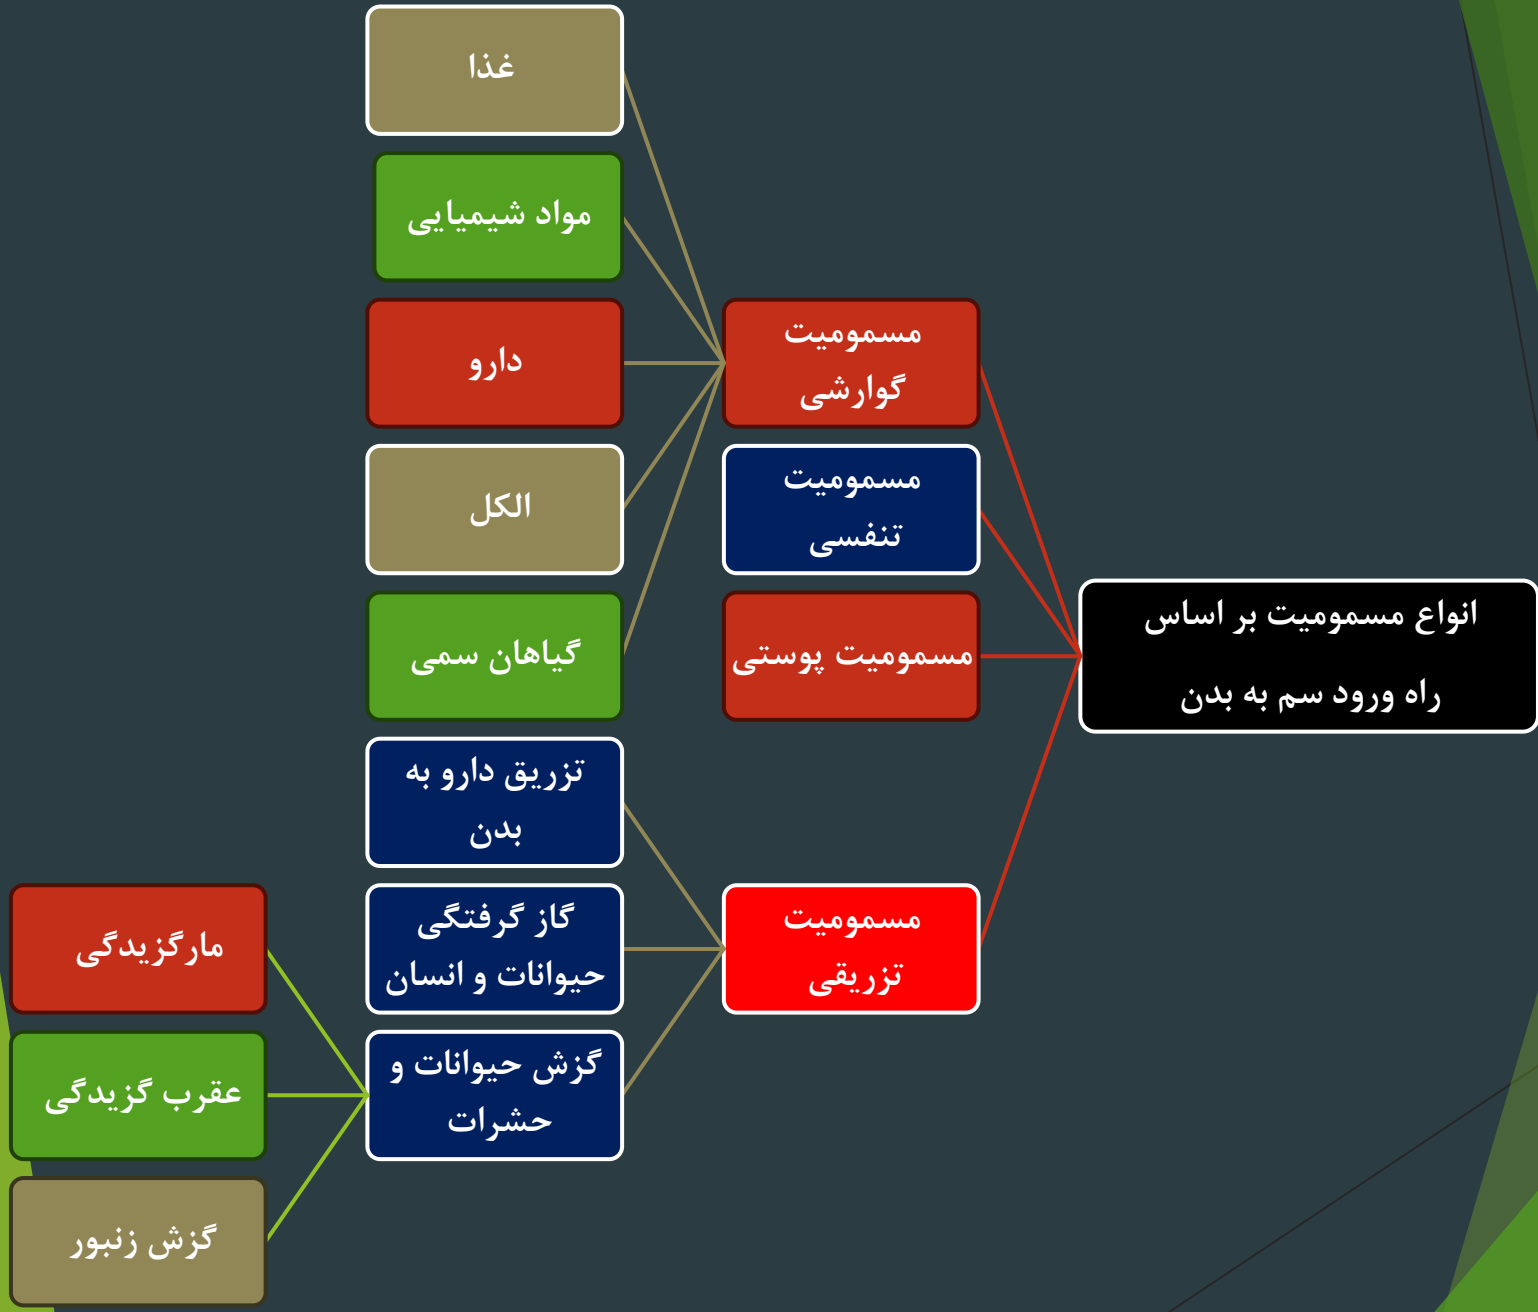 انواع مسمومیت بر اساس
راه ورود سم به بدن
مسمومیت
گوارشی
غذا
مواد شیمیایی
دارو
الکل
گیاهان سمی
مسمومیت
تنفسی
مسمومیت پوستی
مسمومیت
تزریقی
تزریق دارو به
بدن
گاز گرفتگی
حیوانات و انسان
گزش حیوانات و
حشرات
مارگزیدگی
عقرب گزیدگی
گزش زنبور